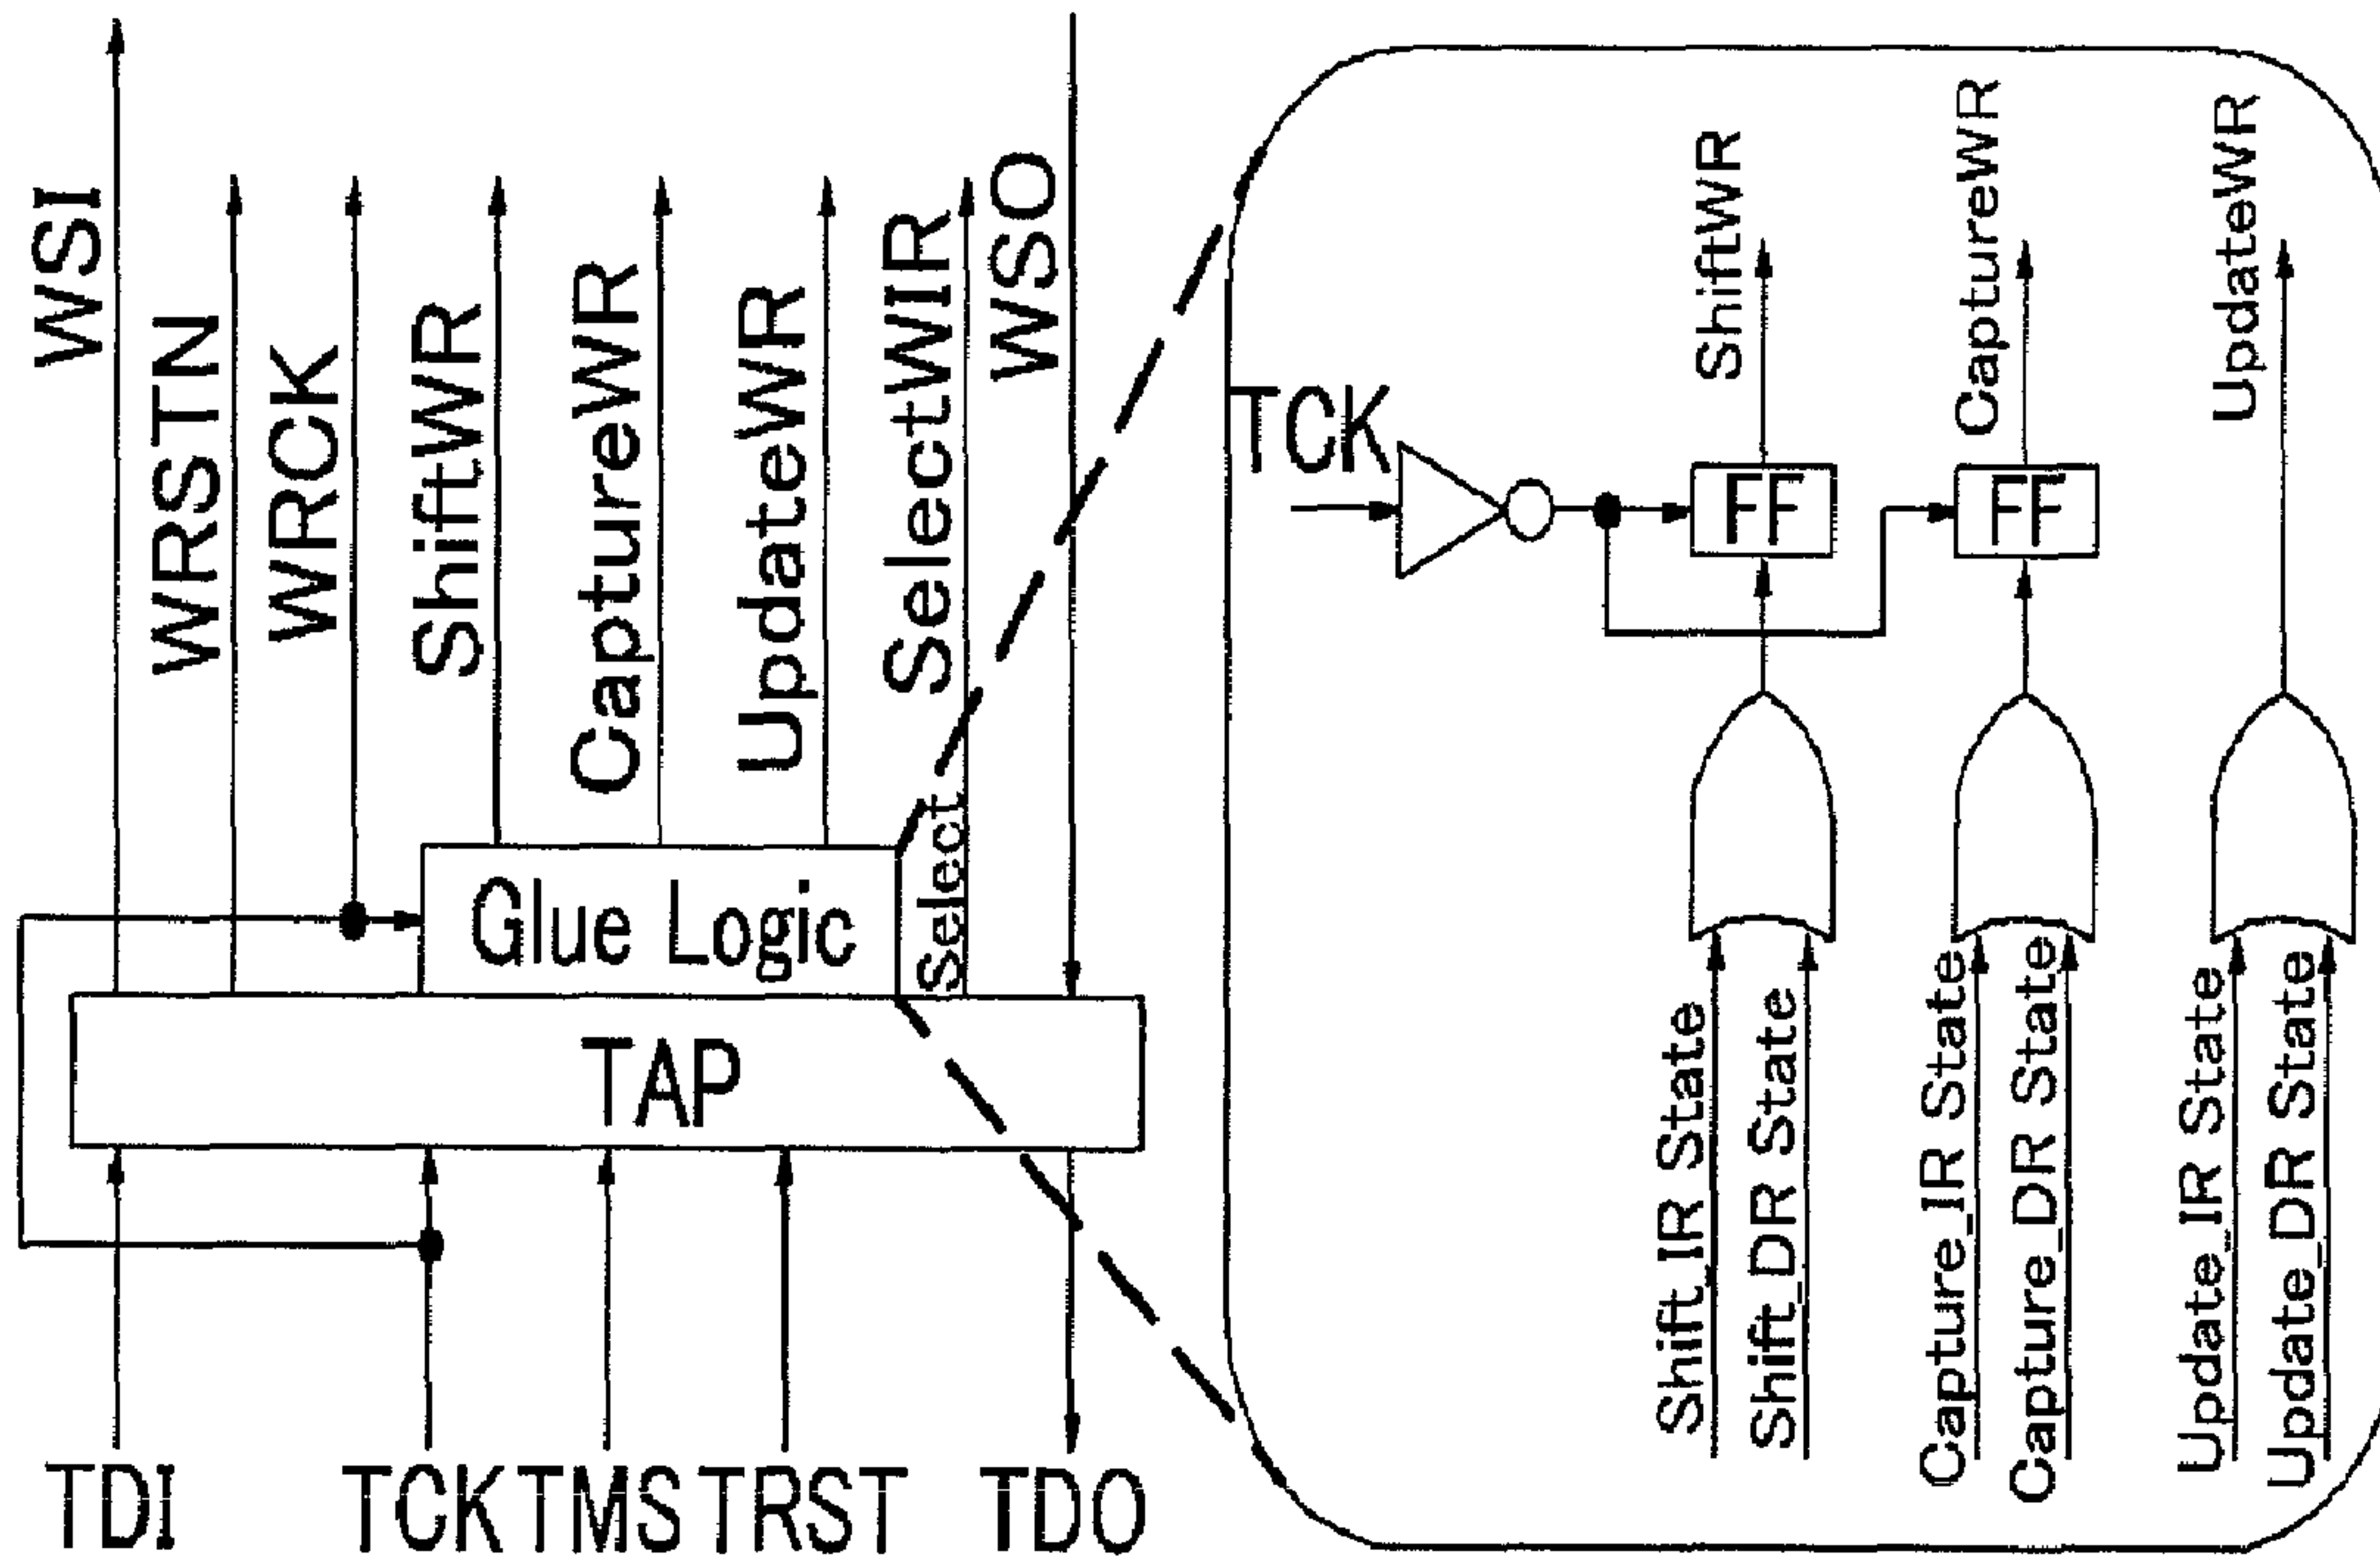 WSI
WRSTN
WRCK
ShiftWR
CaptureWR
UpdateWR
SelectWIR
WSO
Glue Logic
Select
TAP
TDI
TCK
TMS
TRST
TDO
TCK
FF
FF
ShiftWR
CaptureWR
UpdateWR
Shift_IR State
Shift_DR State
Capture_IR State
Capture_DR State
Update_IR State
Update_DR State